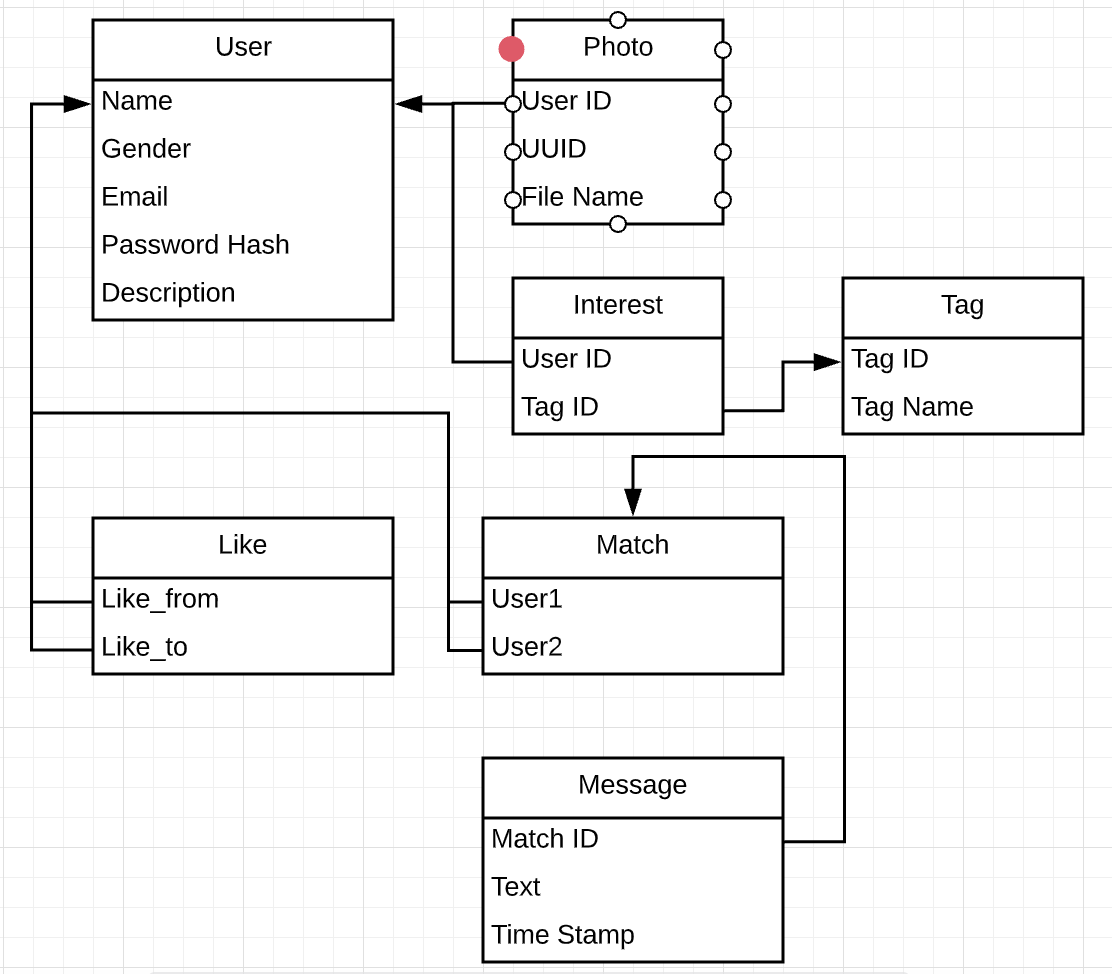 User
Name
Gender
Email
Password Hash
Description
Photo
User ID
UUID
File Name
Interest
User ID
Tag ID
Tag
Tag ID
Tag Name
Like
Like_from
Like_to
Match
User1
User2
Message
Match ID
Text
Time Stamp